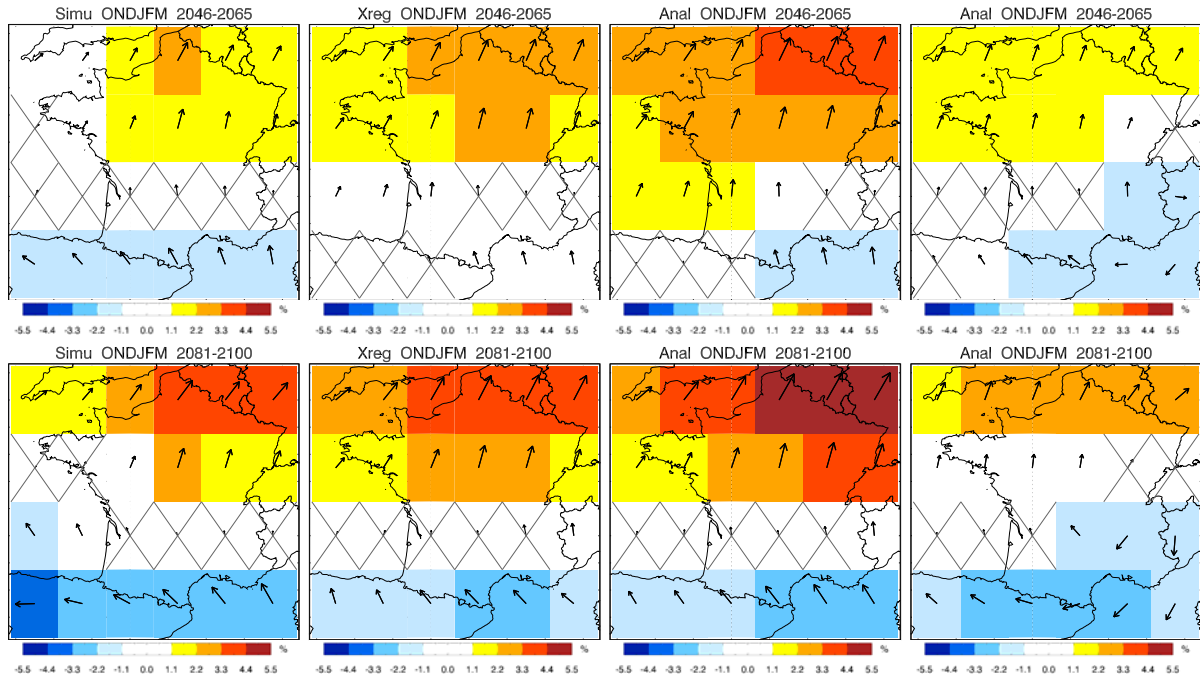 Simu ONDJFM 2046-2065
Xreg ONDJFM 2046-2065
Anal ONDJFM 2046-2065
Anal ONDJFM 2046-2065
-5.5 -4.4 -3.3 -2.2 -1.1 0.0 1.1 2.2 3.3 4.4 5.5 %
-5.5 -4.4 -3.3 -2.2 -1.1 0.0 1.1 2.2 3.3 4.4 5.5 %
-5.5 -4.4 -3.3 -2.2 -1.1 0.0 1.1 2.2 3.3 4.4 5.5 %
-5.5 -4.4 -3.3 -2.2 -1.1 0.0 1.1 2.2 3.3 4.4 5.5 %
Simu ONDJFM 2081-2100
Xreg ONDJFM 2081-2100
Anal ONDJFM 2081-2100
Anal ONDJFM 2081-2100
-5.5 -4.4 -3.3 -2.2 -1.1 0.0 1.1 2.2 3.3 4.4 5.5 %
-5.5 -4.4 -3.3 -2.2 -1.1 0.0 1.1 2.2 3.3 4.4 5.5 %
-5.5 -4.4 -3.3 -2.2 -1.1 0.0 1.1 2.2 3.3 4.4 5.5 %
-5.5 -4.4 -3.3 -2.2 -1.1 0.0 1.1 2.2 3.3 4.4 5.5 %